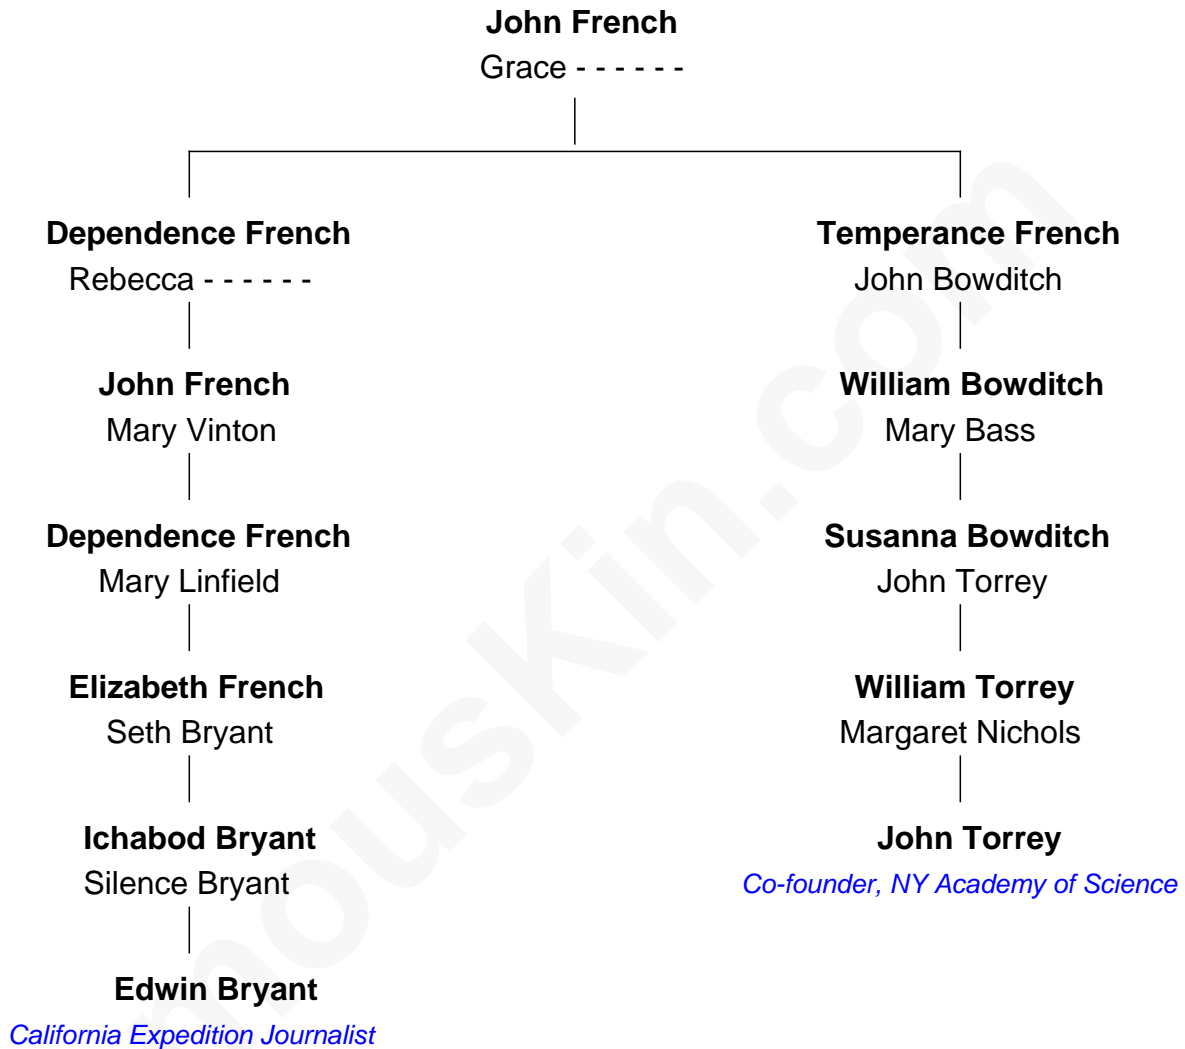 John French
Grace - - - - - -
Dependence French
Rebecca - - - - - -
John French
Mary Vinton
Dependence French
Mary Linfield
Elizabeth French
Seth Bryant
Ichabod Bryant
Silence Bryant
Edwin Bryant
California Expedition Journalist
Temperance French
John Bowditch
William Bowditch
Mary Bass
Susanna Bowditch
John Torrey
William Torrey
Margaret Nichols
John Torrey
Co-founder, NY Academy of Science
mousKin.com